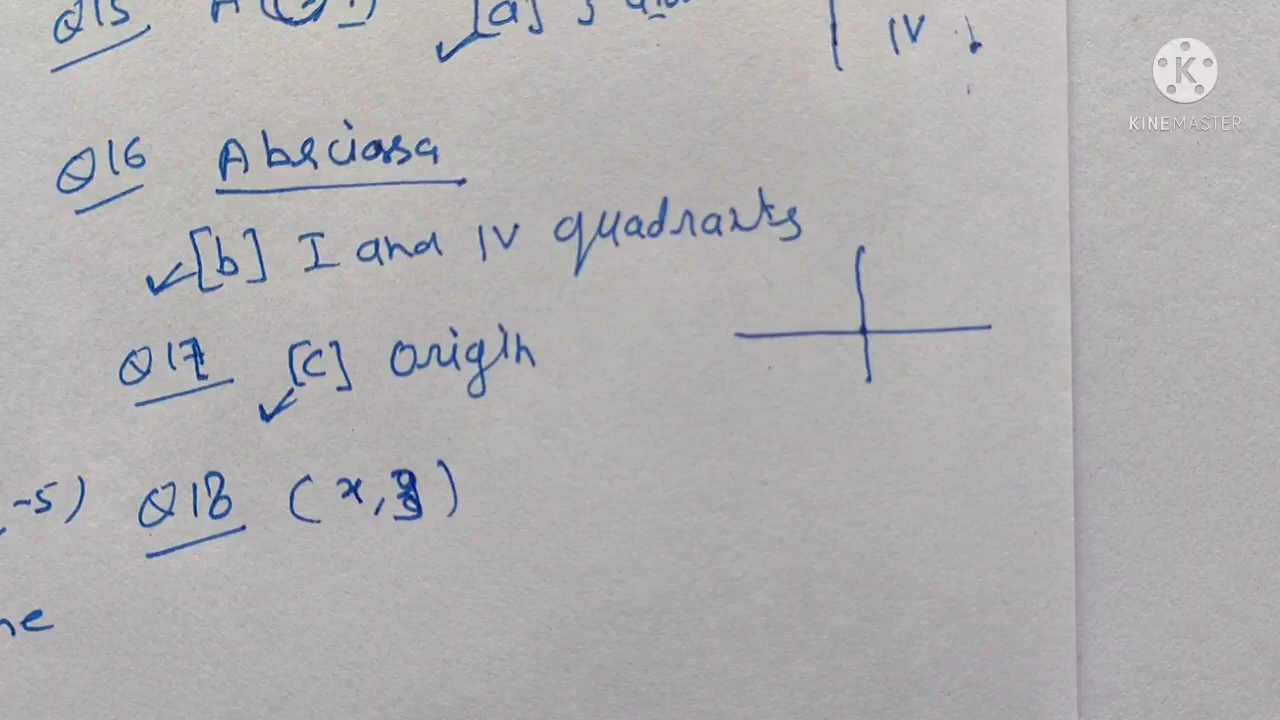 Q15 A
[a]
IV
Q16 Abscissa
[b] I and IV quadrants
Q17 [c] origin
-5) Q18 (x,
ne
KINEMASTER